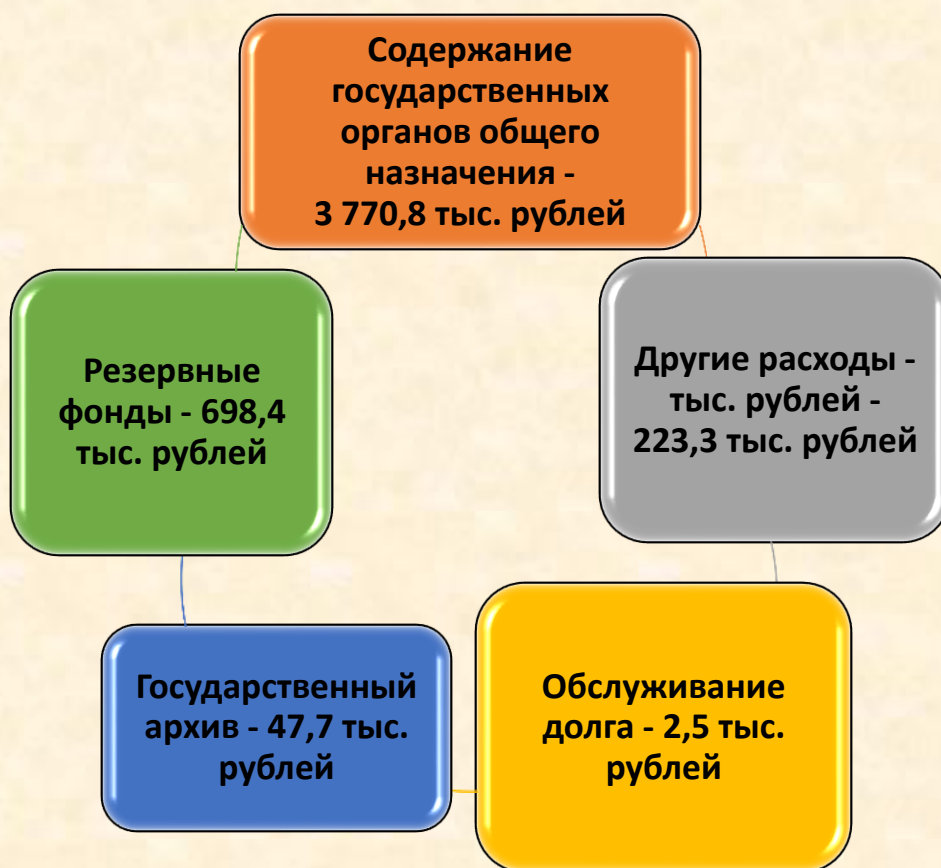 Содержание
государственных
органов общего
назначения -
3 770,8 тыс. рублей
Резервные
фонды - 698,4
тыс. рублей
Другие расходы -
тыс. рублей -
223,3 тыс. рублей
Государственный
архив - 47,7 тыс.
рублей
Обслуживание
долга - 2,5 тыс.
рублей